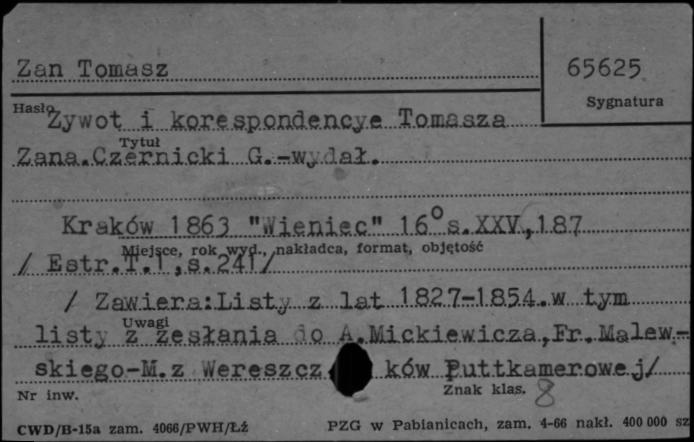 Zan Tomasz
65625
Sygnatura
Hasło
Żywot i korespondencye Tomasza
Tytuł
Zana.Czernicki G.-wydał.
Kraków 1863 "Wieniec" 16° s.XXV,187
Miejsce, rok wyd., nakładca, format, objętość
/ Estr.T.1,s.241/
/ Zawiera:Listy z lat 1827-1854.w tym
Uwagi
listy z zesłania do A.Mickiewicza,Fr.Malew-
skiego-M.z Wereszcz ków Puttkamerowej/
Nr inw.
Znak klas. 8
CWD/B-15a zam. 4066/PWH/Łź
PZG w Pabianicach, zam. 4-66 nakł. 400 000 sz